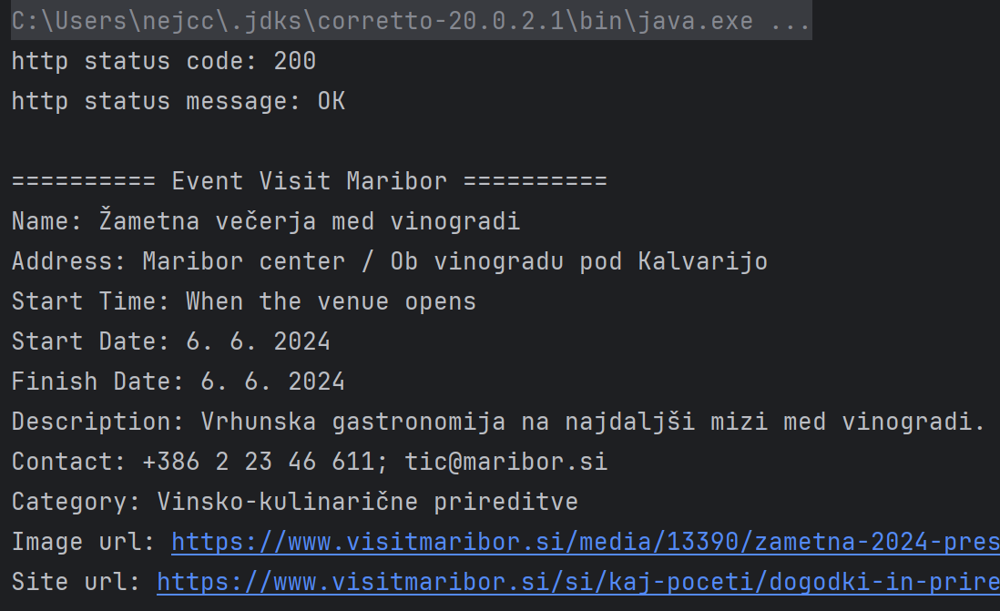 C:\Users\nejcc\.jdks\corretto-20.0.2.1\bin\java.exe ...
http status code: 200
http status message: OK
========== Event Visit Maribor ==========
Name: Žametna večerja med vinogradi
Address: Maribor center / Ob vinogradu pod Kalvarijo
Start Time: When the venue opens
Start Date: 6. 6. 2024
Finish Date: 6. 6. 2024
Description: Vrhunska gastronomija na najdaljši mizi med vinogradi.
Contact: +386 2 23 46 611; tic@maribor.si
Category: Vinsko-kulinarične prireditve
Image url: https://www.visitmaribor.si/media/13390/zametna-2024-pres
Site url: https://www.visitmaribor.si/si/kaj-poceti/dogodki-in-prire